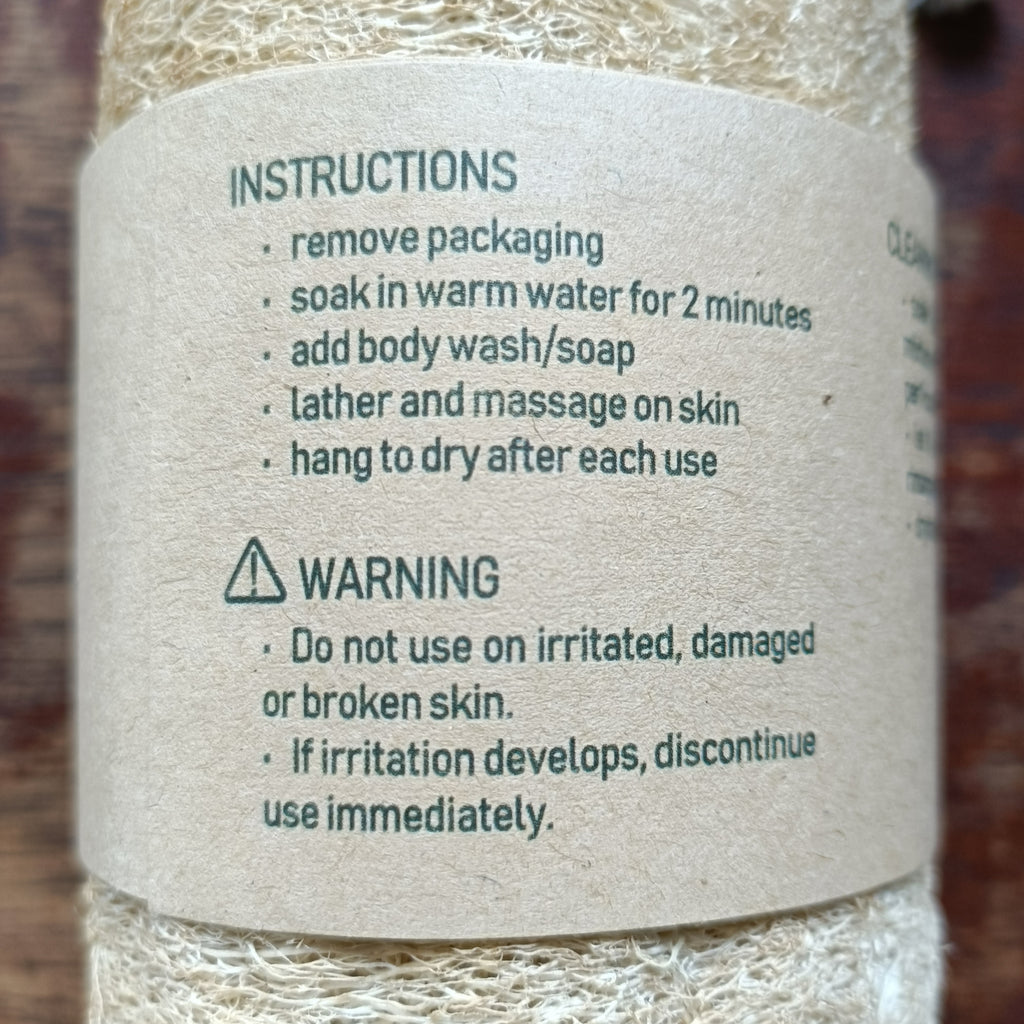 INSTRUCTIONS
· remove packaging
· soak in warm water for 2 minutes
· add body wash/soap
· lather and massage on skin
· hang to dry after each use
WARNING
· Do not use on irritated, damaged
or broken skin.
· If irritation develops, discontinue
use immediately.